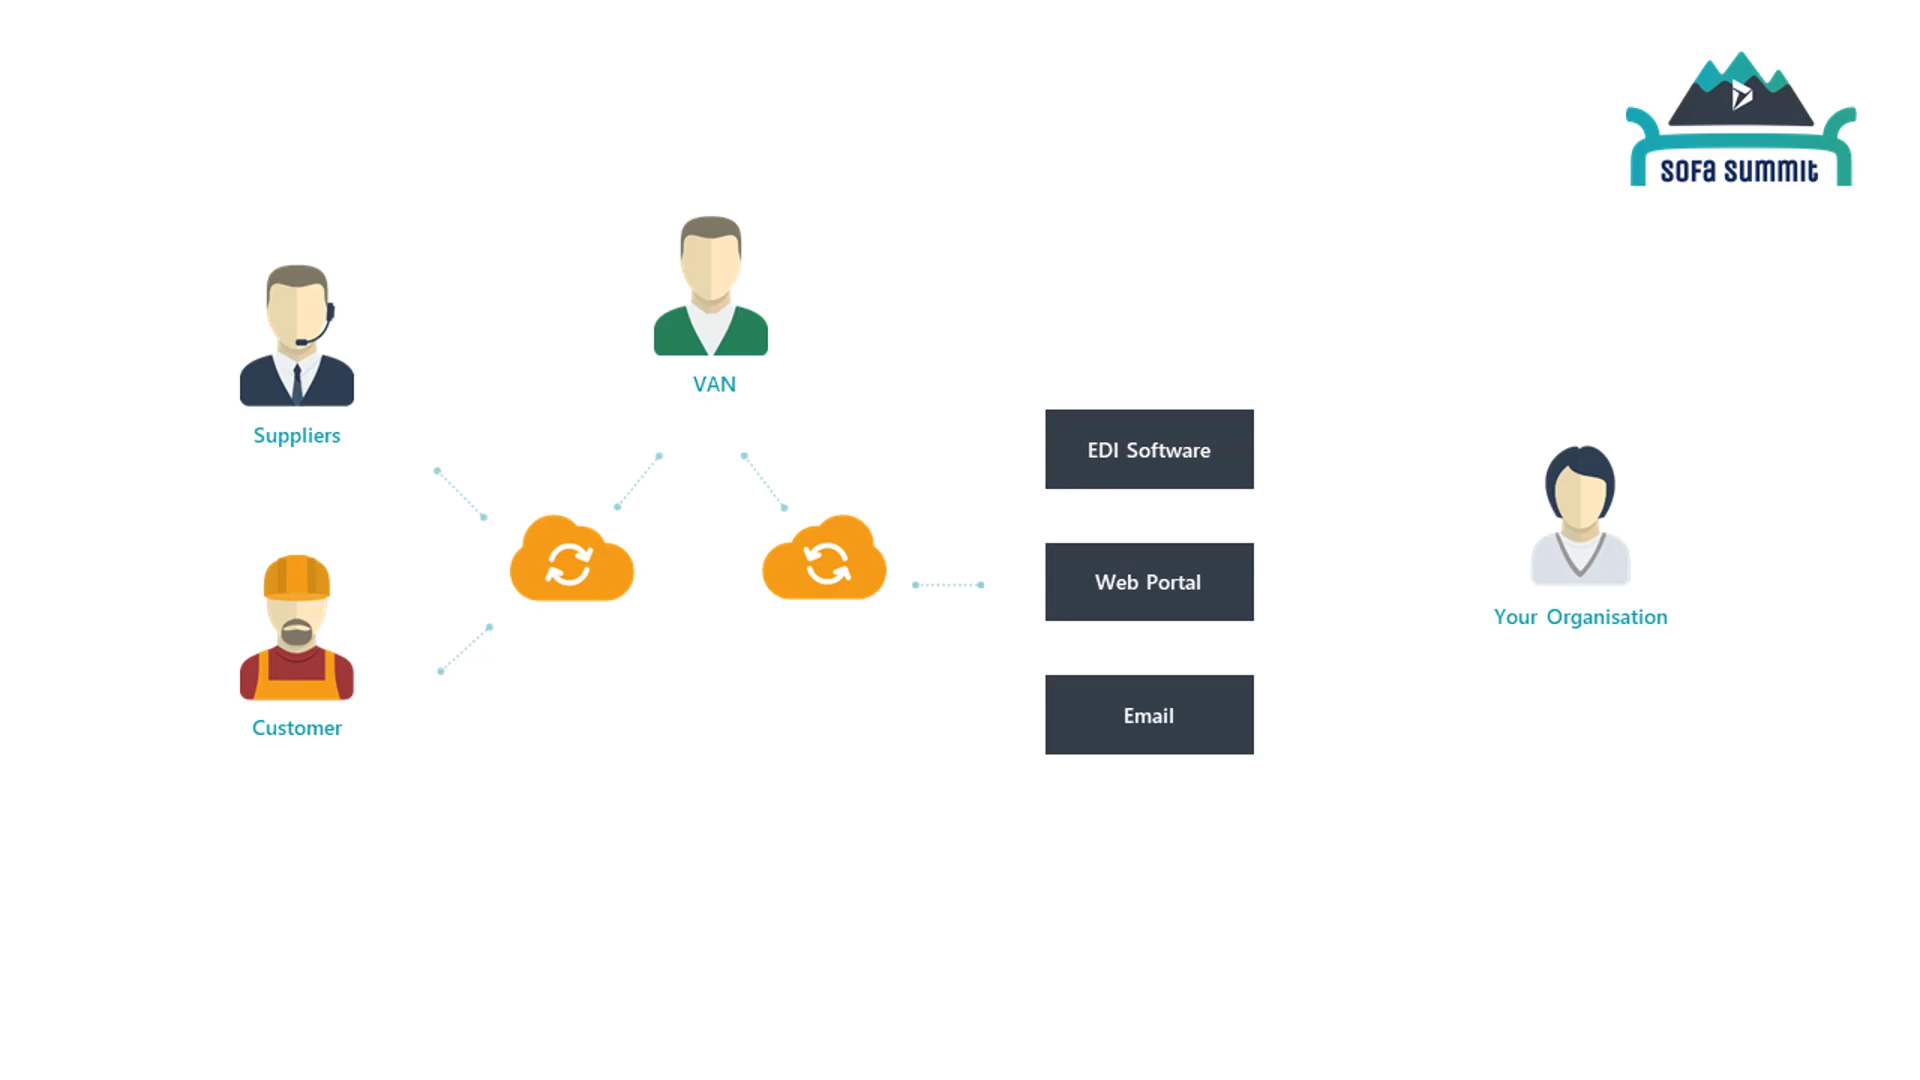 SOFA SUMMIT
VAN
Suppliers
EDI Software
Web Portal
Your Organisation
Email
Customer